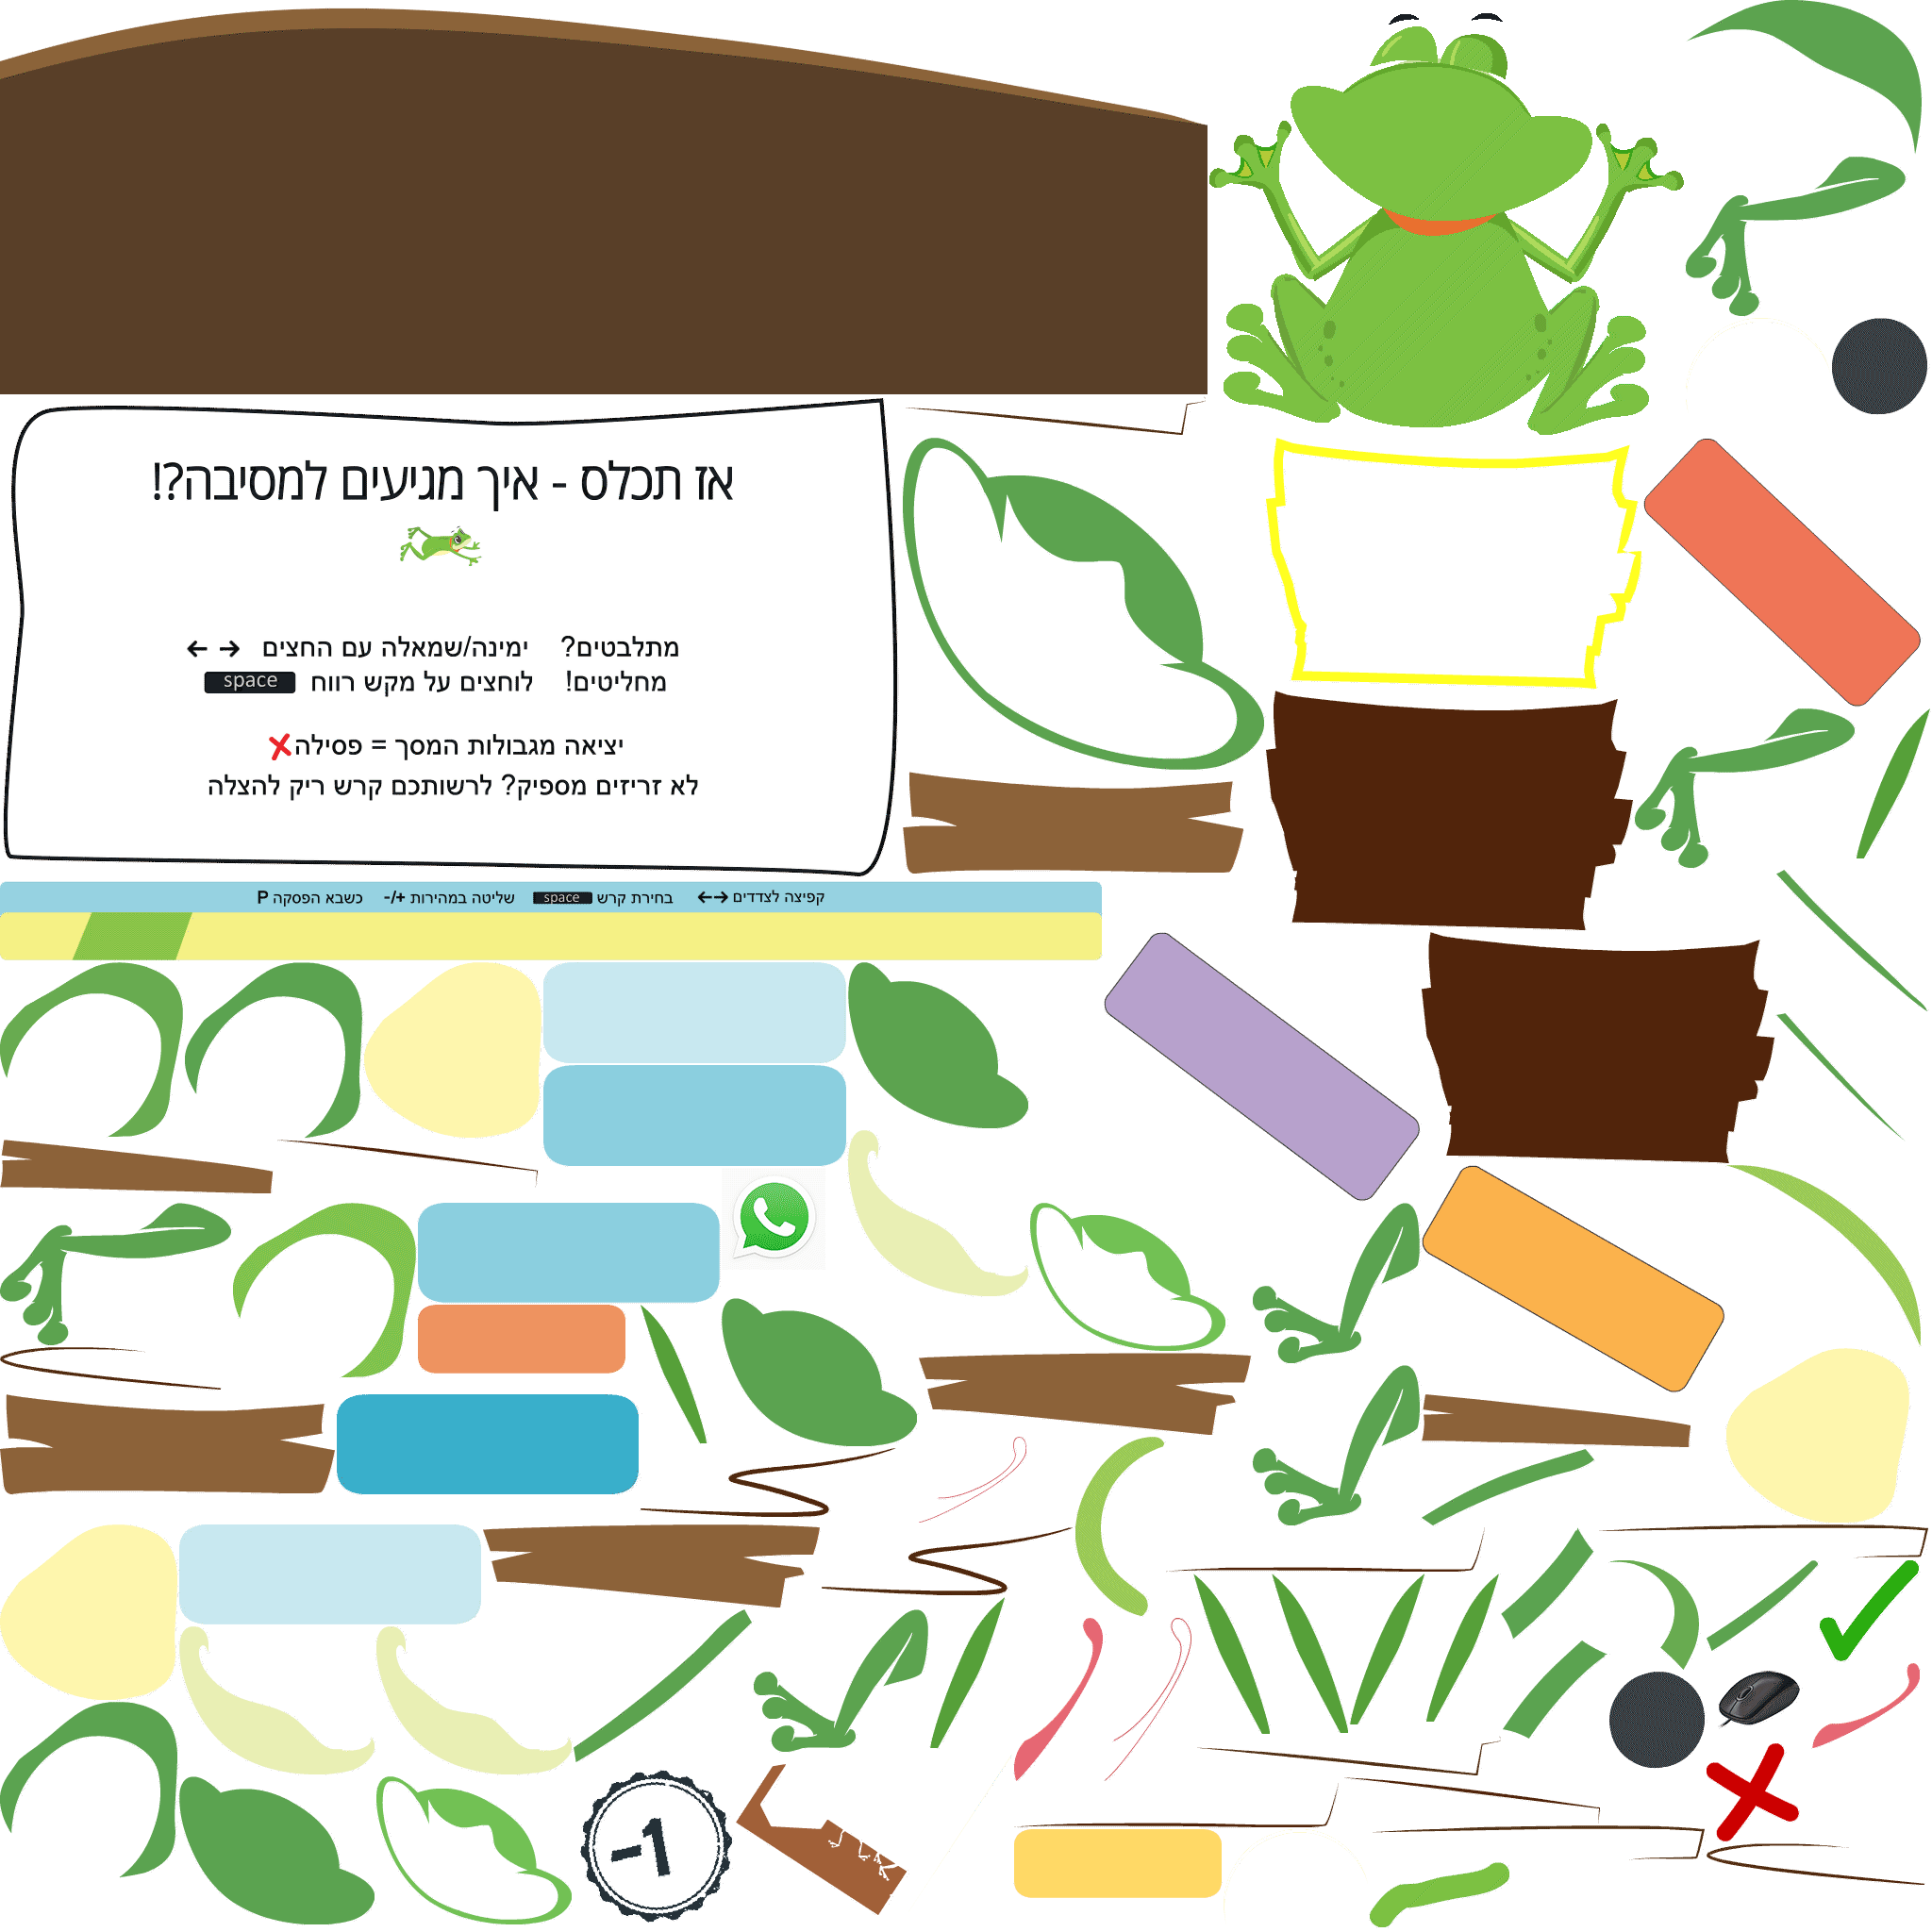 אז תכלס - איך מגיעים למסיבה?!
מתלבטים? ימינה/שמאלה עם החצים ← →
מחליטים! לוחצים על מקש רווח space
יציאה מגבולות המסך = פסילה
לא זריזים מספיק? לרשותכם קרש ריק להצלה
קפיצה לצדדים ←→ בחירת קרש space שליטה במהירות +/- כשבא הפסקה P
-1